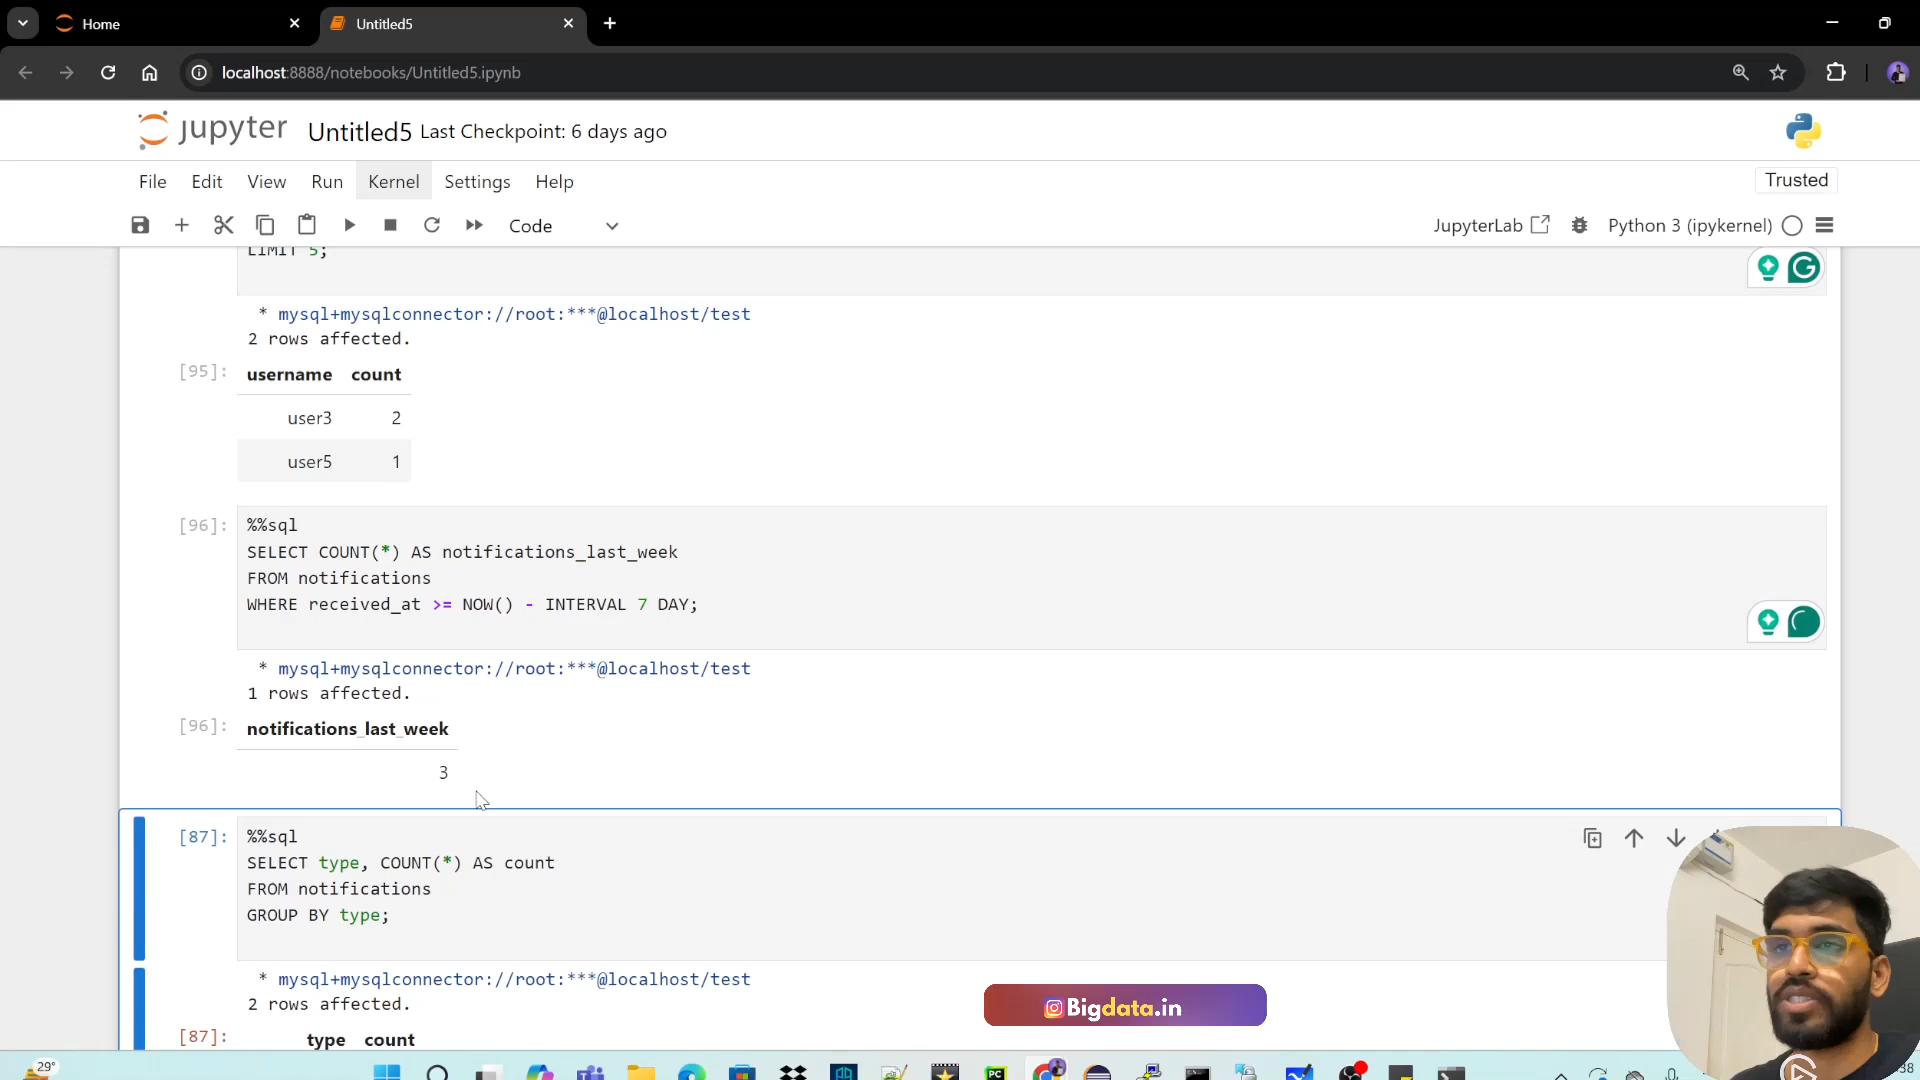 Home
Untitled5
localhost:8888/notebooks/Untitled5.ipynb
jupyter Untitled5 Last Checkpoint: 6 days ago
File Edit View Run Kernel Settings Help
Trusted
Code
JupyterLab
Python 3 (ipykernel)
LIMIT 5;
* mysql+mysqlconnector://root:***@localhost/test
2 rows affected.
[95]: username count
user3 2
user5 1
[96]: %%sql
SELECT COUNT(*) AS notifications_last_week
FROM notifications
WHERE received_at >= NOW() - INTERVAL 7 DAY;
* mysql+mysqlconnector://root:***@localhost/test
1 rows affected.
[96]: notifications_last_week
3
[87]: %%sql
SELECT type, COUNT(*) AS count
FROM notifications
GROUP BY type;
* mysql+mysqlconnector://root:***@localhost/test
2 rows affected.
[87]: type count
Bigdata.in
29°
PC